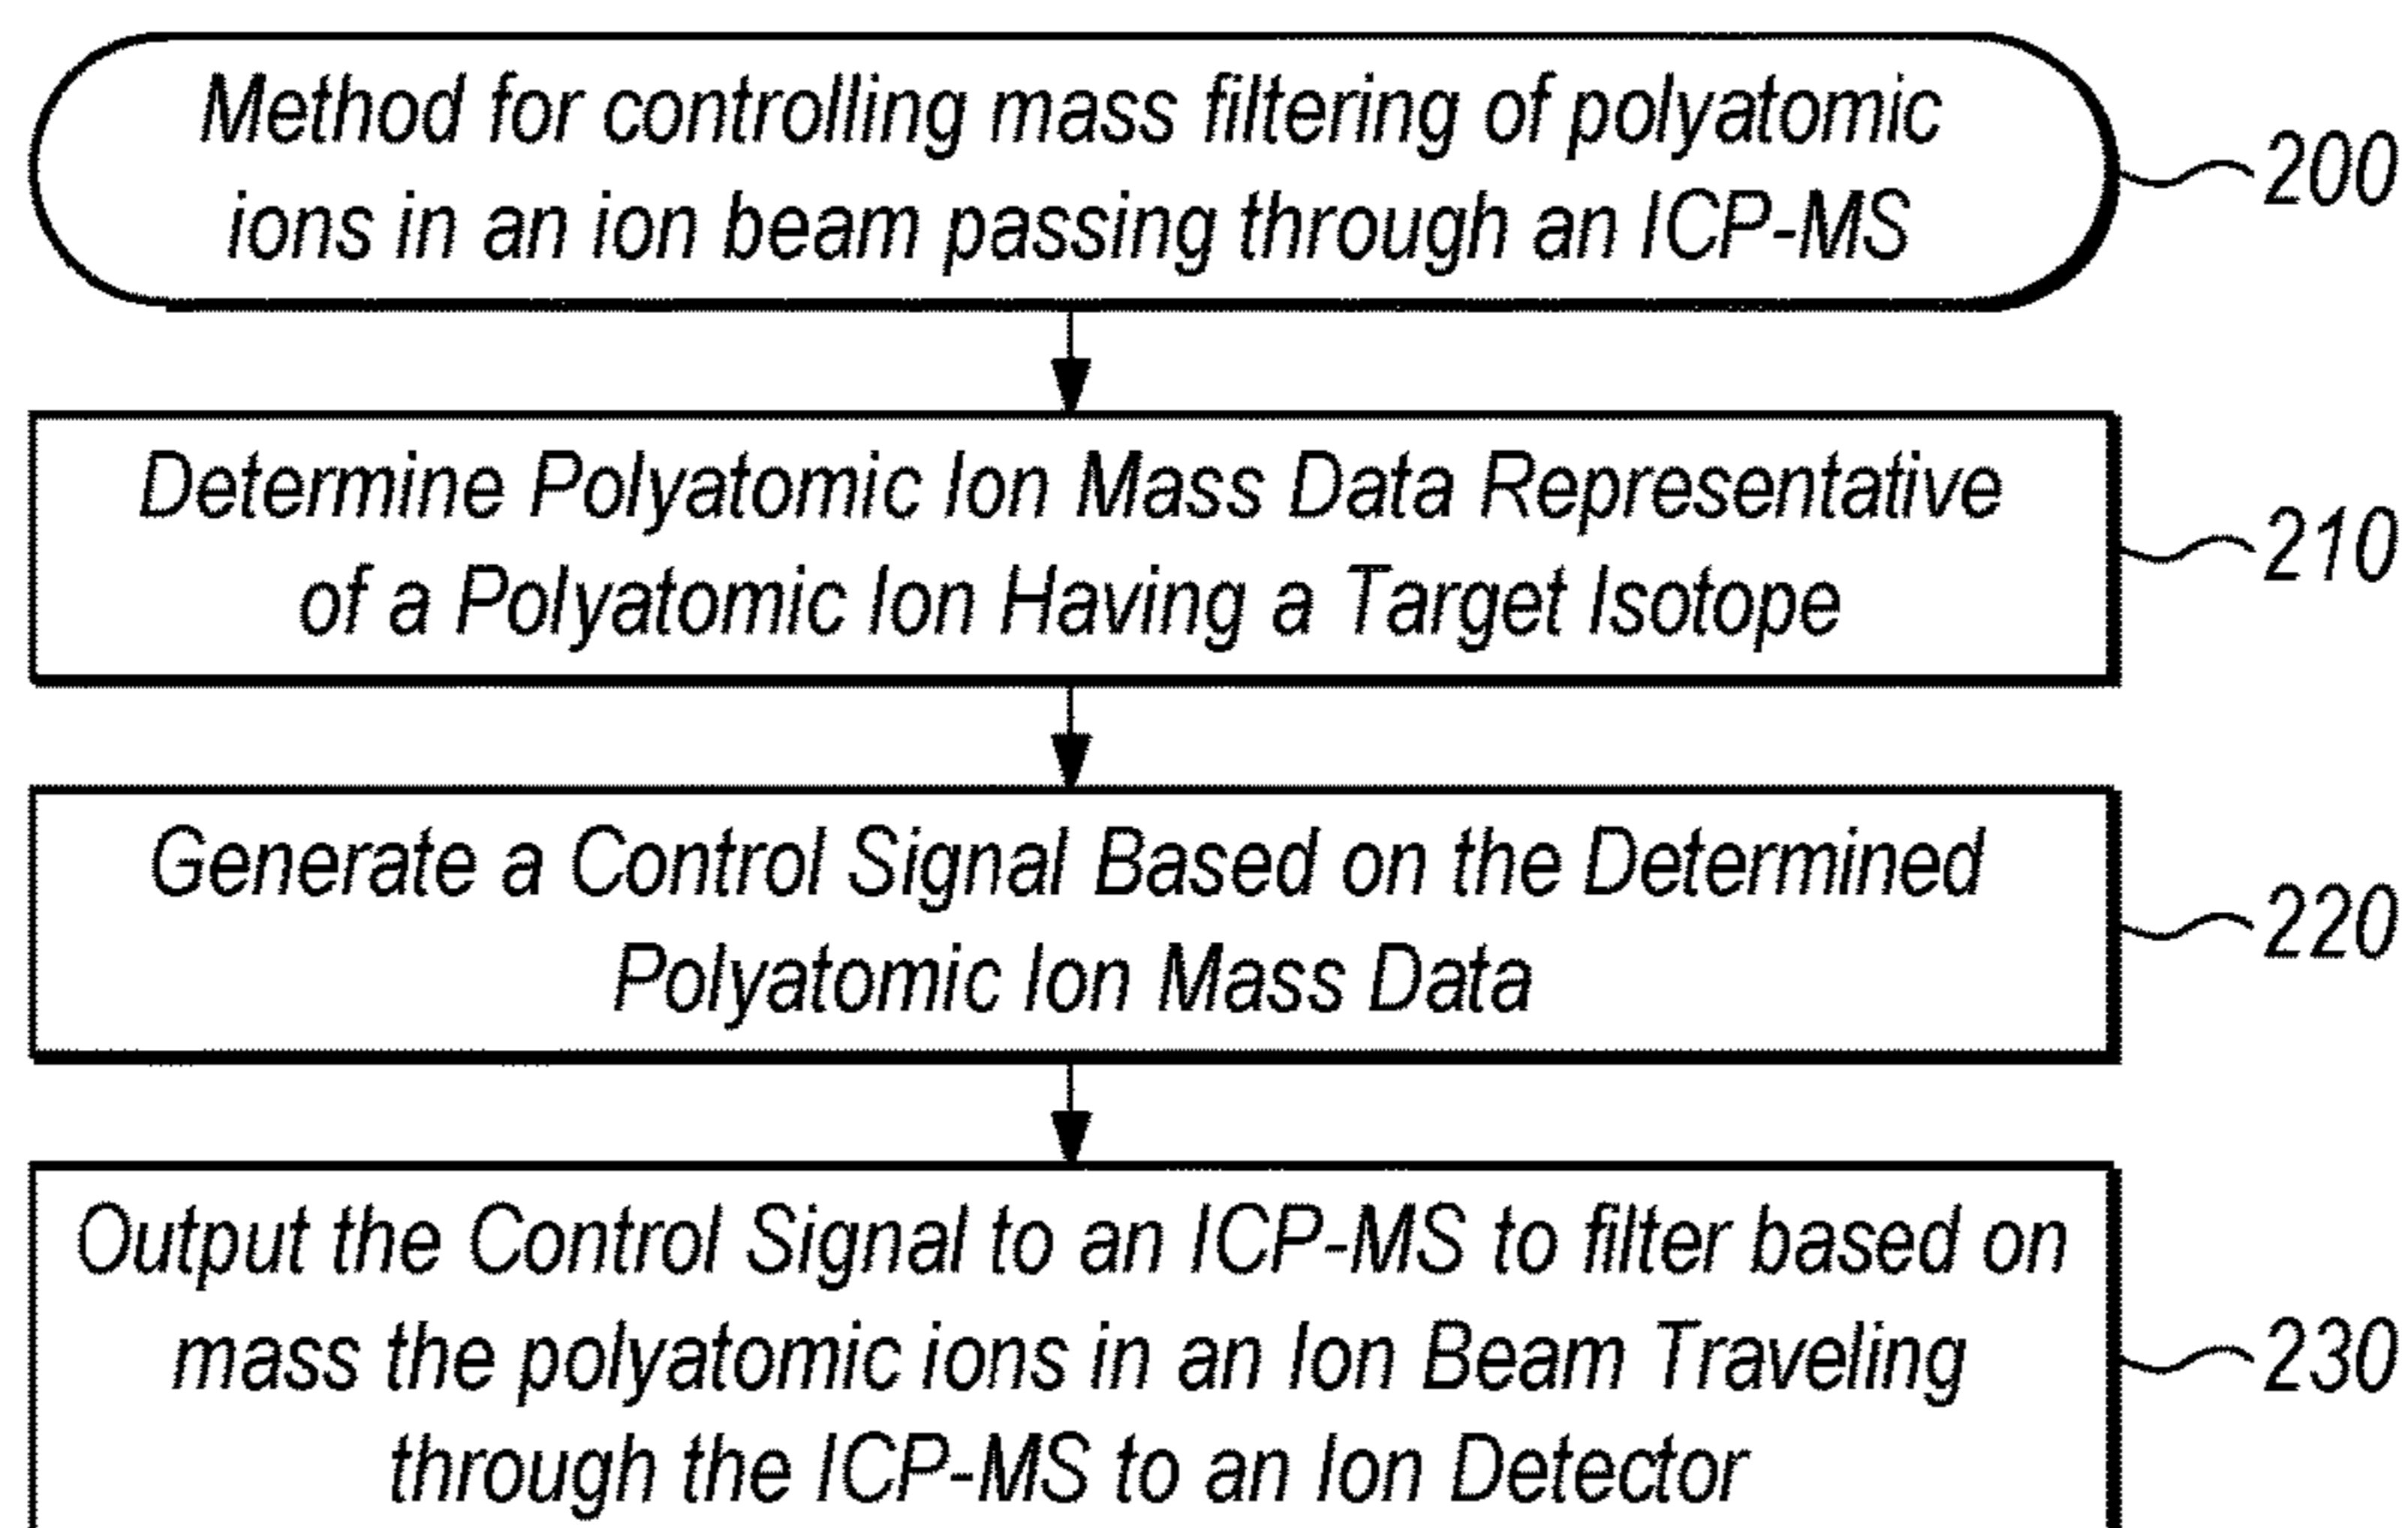 Method for controlling mass filtering of polyatomic
ions in an ion beam passing through an ICP-MS
200
Determine Polyatomic Ion Mass Data Representative
of a Polyatomic Ion Having a Target Isotope
210
Generate a Control Signal Based on the Determined
Polyatomic Ion Mass Data
220
Output the Control Signal to an ICP-MS to filter based on
mass the polyatomic ions in an Ion Beam Traveling
through the ICP-MS to an Ion Detector
230